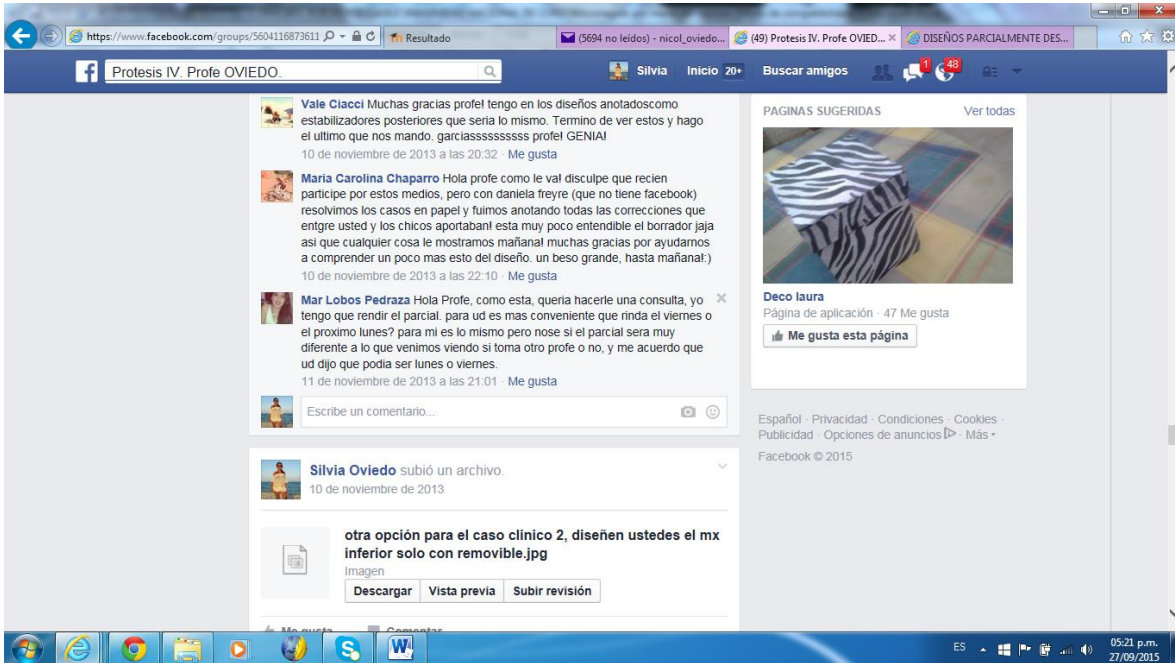 https://www.facebook.com/groups/5604116873611
Resultado
(5694 no leídos) - nicol_oviedo...
(49) Protesis IV. Profe OVIED...
DISEÑOS PARCIALMENTE DES...
Protesis IV. Profe OVIEDO.
Silvia Inicio 20+ Buscar amigos 1 48
Vale Ciacci Muchas gracias profe! tengo en los diseños anotadoscomo
estabilizadores posteriores que seria lo mismo. Termino de ver estos y hago
el ultimo que nos mando. garciasssssssss profe! GENIA!
10 de noviembre de 2013 a las 20:32 · Me gusta
Maria Carolina Chaparro Hola profe como le va! disculpe que recien
participe por estos medios, pero con daniela freyre (que no tiene facebook)
resolvimos los casos en papel y fuimos anotando todas las correcciones que
entgre usted y los chicos aportaban! esta muy poco entendible el borrador jaja
asi que cualquier cosa le mostramos mañana! muchas gracias por ayudarnos
a comprender un poco mas esto del diseño. un beso grande, hasta mañana!:)
10 de noviembre de 2013 a las 22:10 · Me gusta
Mar Lobos Pedraza Hola Profe, como esta, queria hacerle una consulta, yo
tengo que rendir el parcial. para ud es mas conveniente que rinda el viernes o
el proximo lunes? para mi es lo mismo pero nose si el parcial sera muy
diferente a lo que venimos viendo si toma otro profe o no, y me acuerdo que
ud dijo que podia ser lunes o viernes.
11 de noviembre de 2013 a las 21:01 · Me gusta
Escribe un comentario...
Silvia Oviedo subió un archivo.
10 de noviembre de 2013
otra opción para el caso clinico 2, diseñen ustedes el mx
inferior solo con removible.jpg
Imagen
Descargar Vista previa Subir revisión
Me gusta Comentar
PAGINAS SUGERIDAS Ver todas
Deco laura
Página de aplicación · 47 Me gusta
Me gusta esta página
Español · Privacidad · Condiciones · Cookies ·
Publicidad · Opciones de anuncios · Más
Facebook © 2015
ES
05:21 p.m.
27/09/2015